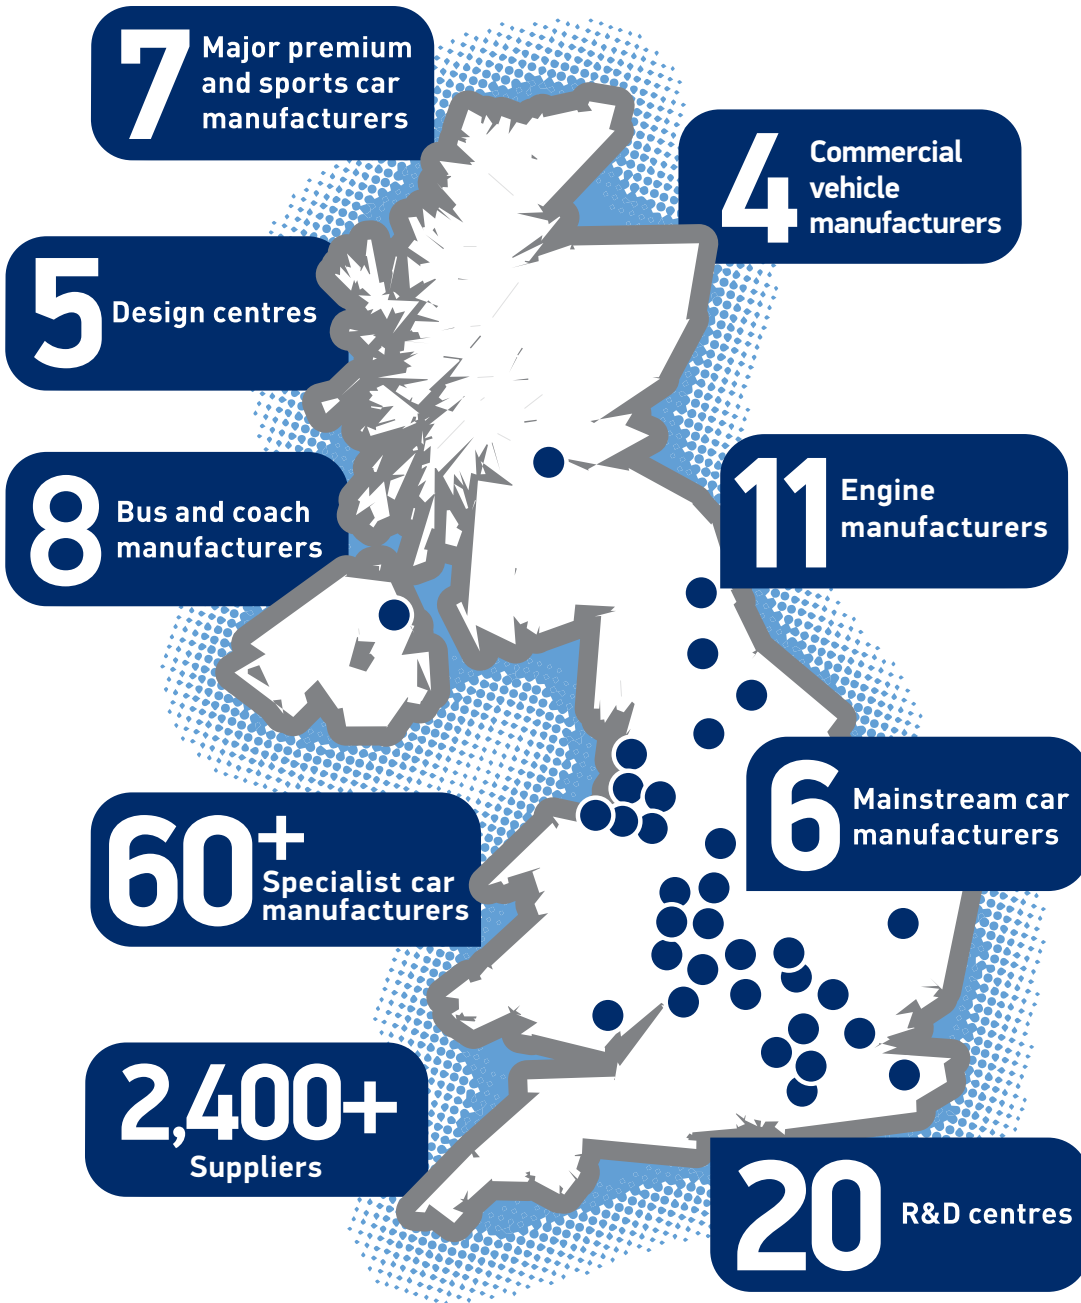 7
Major premium
and sports car
manufacturers
4
Commercial
vehicle
manufacturers
5
Design centres
8
Bus and coach
manufacturers
11
Engine
manufacturers
6
Mainstream car
manufacturers
60+
Specialist car
manufacturers
2,400+
Suppliers
20
R&D centres